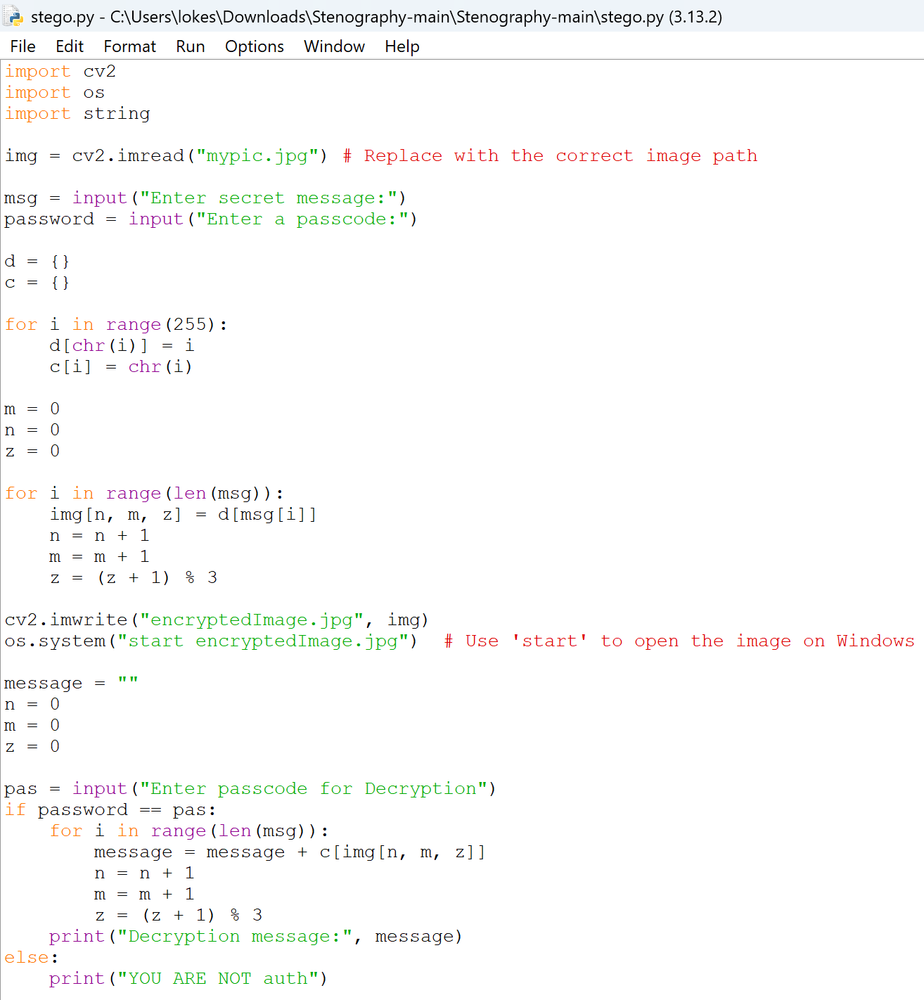 stego.py - C:\Users\lokes\Downloads\Stenography-main\Stenography-main\stego.py (3.13.2)
File Edit Format Run Options Window Help
import cv2
import os
import string

img = cv2.imread("mypic.jpg") # Replace with the correct image path

msg = input("Enter secret message:")
password = input("Enter a passcode:")

d = {}
c = {}

for i in range(255):
    d[chr(i)] = i
    c[i] = chr(i)

m = 0
n = 0
z = 0

for i in range(len(msg)):
    img[n, m, z] = d[msg[i]]
    n = n + 1
    m = m + 1
    z = (z + 1) % 3

cv2.imwrite("encryptedImage.jpg", img)
os.system("start encryptedImage.jpg")  # Use 'start' to open the image on Windows

message = ""
n = 0
m = 0
z = 0

pas = input("Enter passcode for Decryption")
if password == pas:
    for i in range(len(msg)):
        message = message + c[img[n, m, z]]
        n = n + 1
        m = m + 1
        z = (z + 1) % 3
    print("Decryption message:", message)
else:
    print("YOU ARE NOT auth")